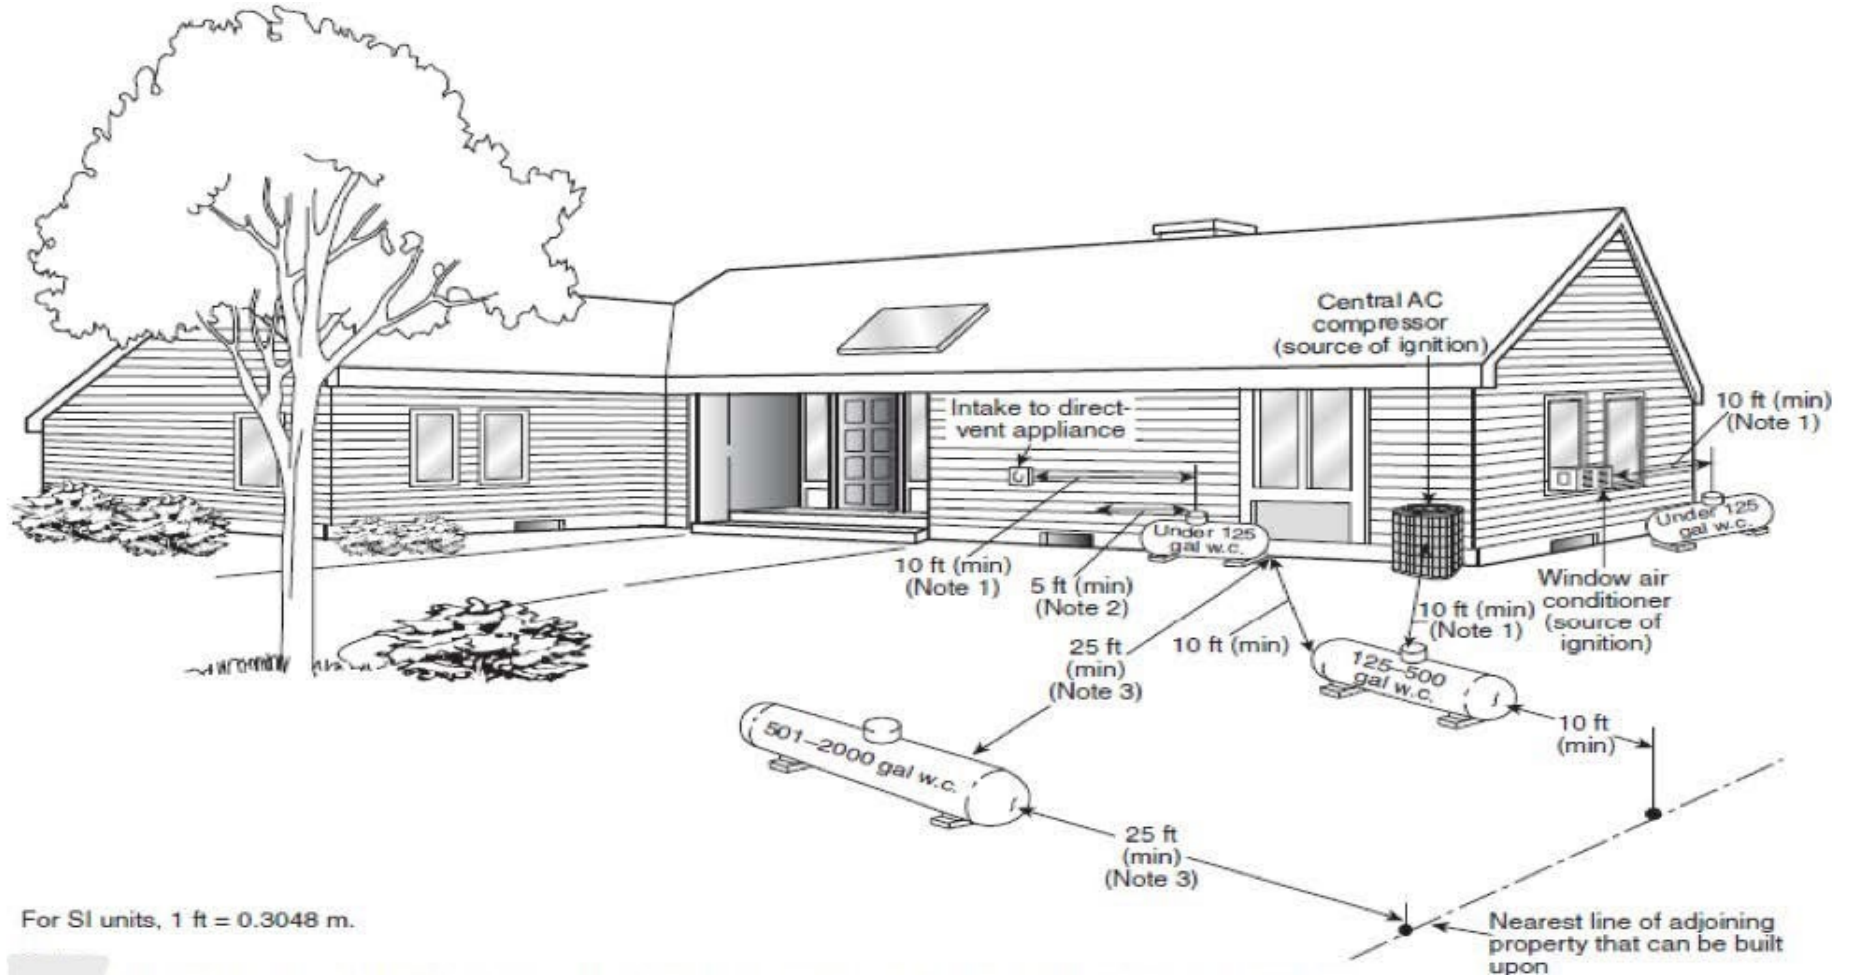 Central AC
compressor
(source of ignition)
10 ft (min)
(Note 1)
Intake to direct-
vent appliance
Under 125
gal w.c.
Under 125
gal w.c.
10 ft (min)
(Note 1)
5 ft (min)
(Note 2)
Window air
conditioner
(source of
ignition)
10 ft (min)
(Note 1)
25 ft
(min)
(Note 3)
10 ft (min)
125–500
gal w.c.
501–2000 gal w.c.
10 ft
(min)
25 ft
(min)
(Note 3)
For SI units, 1 ft = 0.3048 m.
Nearest line of adjoining
property that can be built
upon